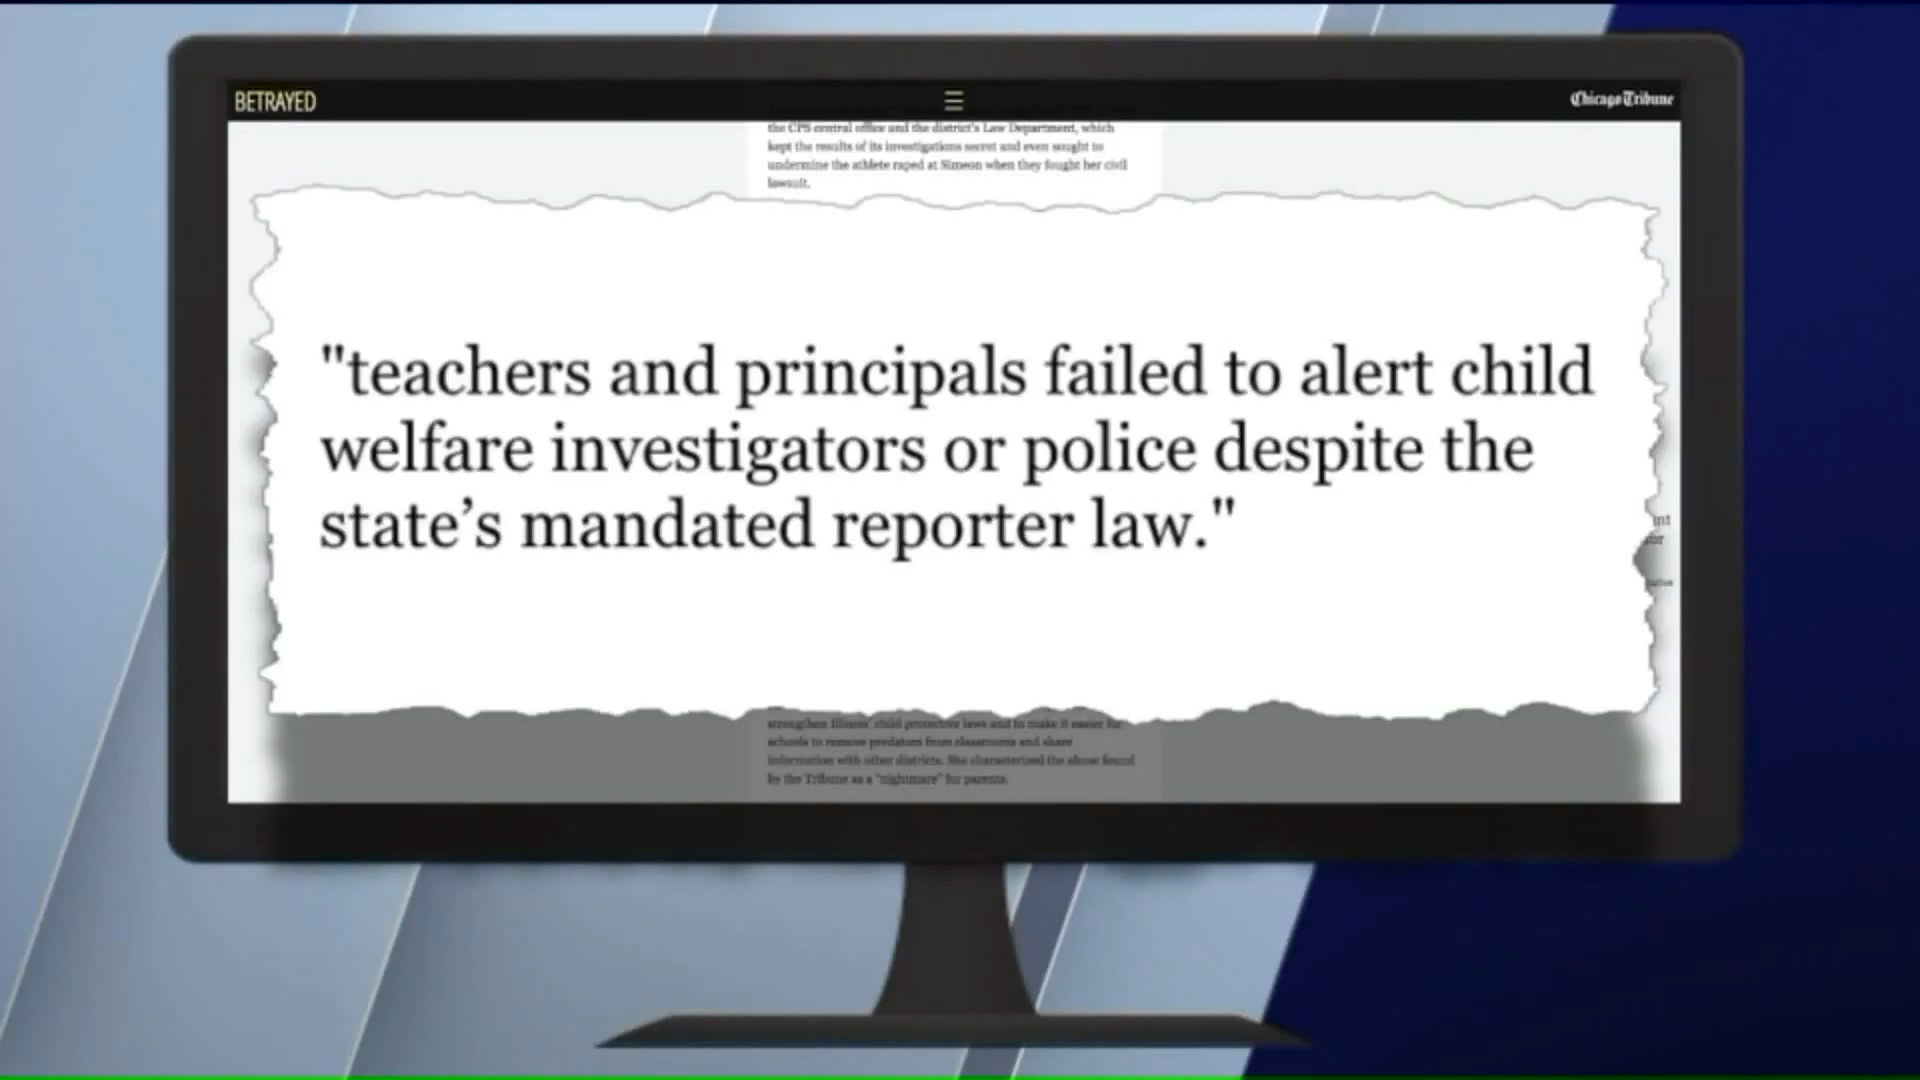 BETRAYED
Chicago Tribune
the CPS central office and the district's Law Department, which
kept the results of its investigations secret and even sought to
undermine the athlete raped at Simeon when they fought her civil
lawsuit.
"teachers and principals failed to alert child
welfare investigators or police despite the
state’s mandated reporter law."
strengthen Illinois' child protective laws and to make it easier for
schools to remove predators from classrooms and share
information with other districts. She characterized the abuse found
by the Tribune as a "nightmare" for parents.